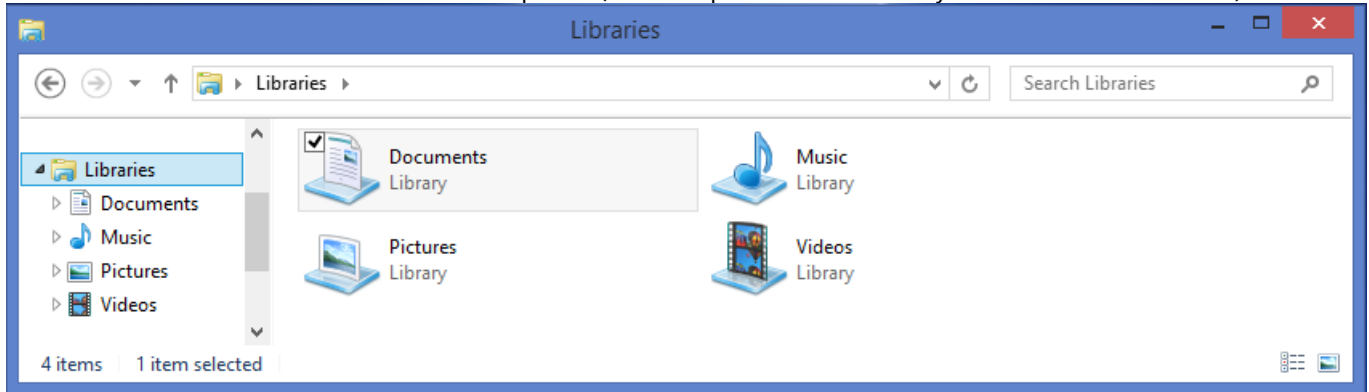 Libraries
Libraries
Search Libraries
Libraries
Documents
Music
Pictures
Videos
Documents
Library
Music
Library
Pictures
Library
Videos
Library
4 items
1 item selected